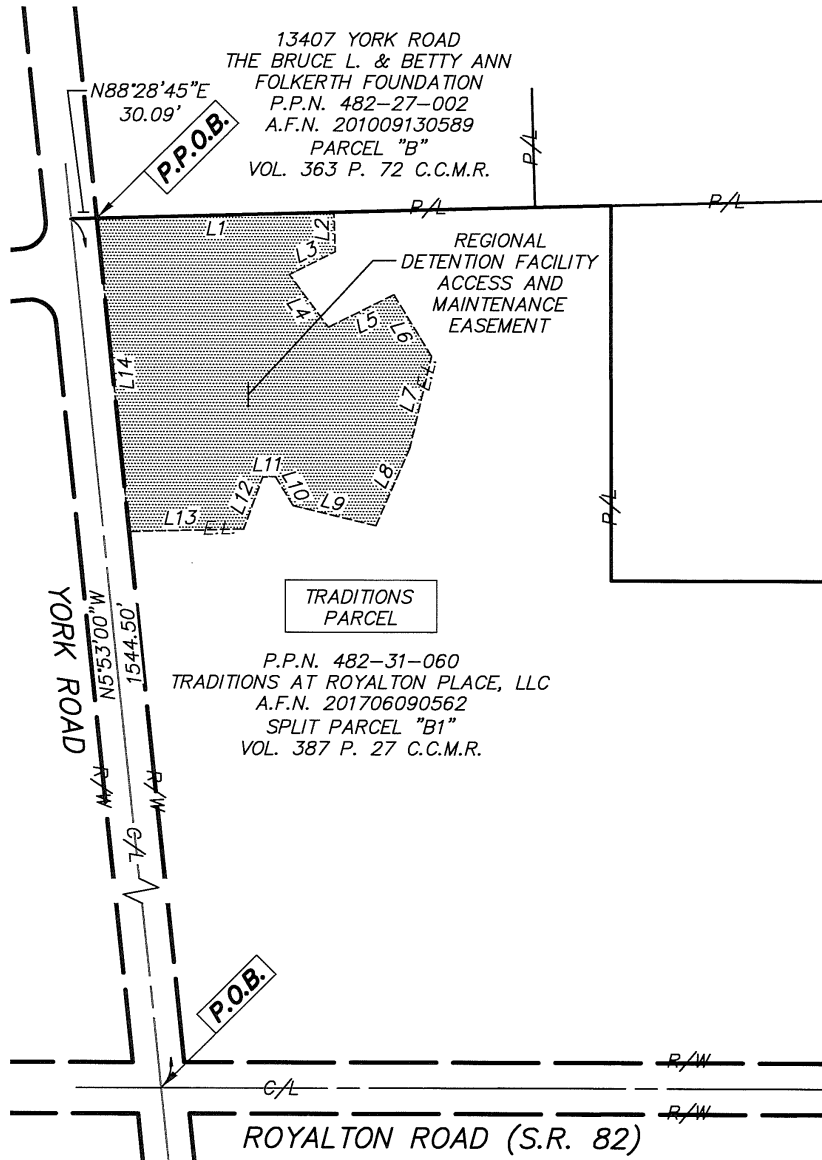 13407 YORK ROAD
THE BRUCE L. & BETTY ANN
FOLKERTH FOUNDATION
P.P.N. 482-27-002
A.F.N. 201009130589
PARCEL "B"
VOL. 363 P. 72 C.C.M.R.
N88°28'45"E
30.09'
P.P.O.B.
P/L
P/L
P/L
L1
L2
L3
L4
L5
L6
L7
E.L.
L8
L9
L10
L11
L12
L13
E.L.
L14
REGIONAL
DETENTION FACILITY
ACCESS AND
MAINTENANCE
EASEMENT
P/L
TRADITIONS
PARCEL
P.P.N. 482-31-060
TRADITIONS AT ROYALTON PLACE, LLC
A.F.N. 201706090562
SPLIT PARCEL "B1"
VOL. 387 P. 27 C.C.M.R.
YORK ROAD
N5°53'00"W
1544.50'
R/W
R/W
C/L
P.O.B.
R/W
C/L
R/W
ROYALTON ROAD (S.R. 82)